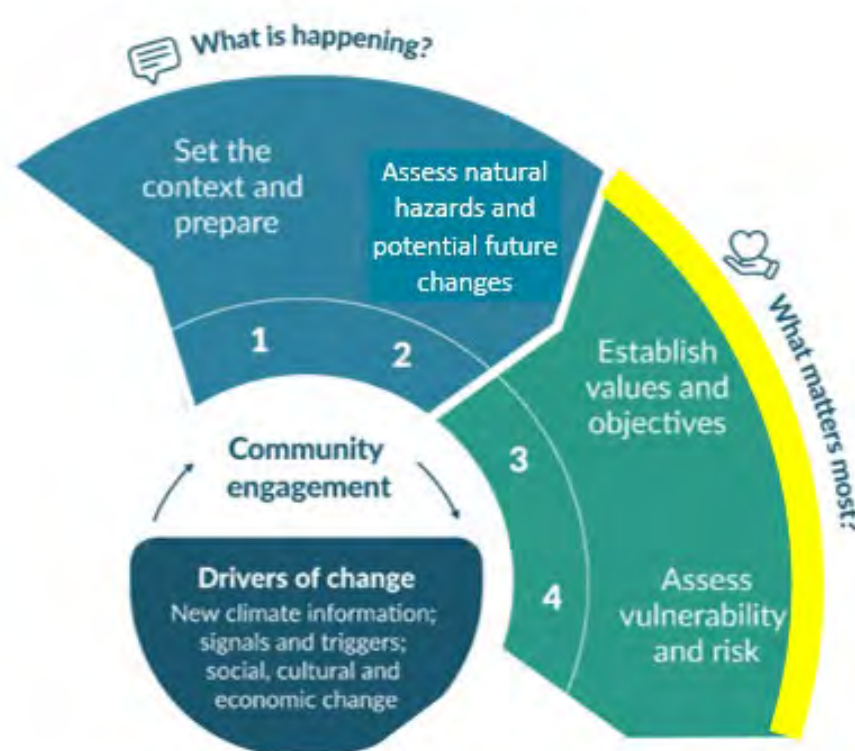 What is happening?
Set the
context and
prepare
Assess natural
hazards and
potential future
changes
1
2
What matters most?
Establish
values and
objectives
3
Assess
vulnerability
and risk
4
Community
engagement
Drivers of change
New climate information;
signals and triggers;
social, cultural and
economic change